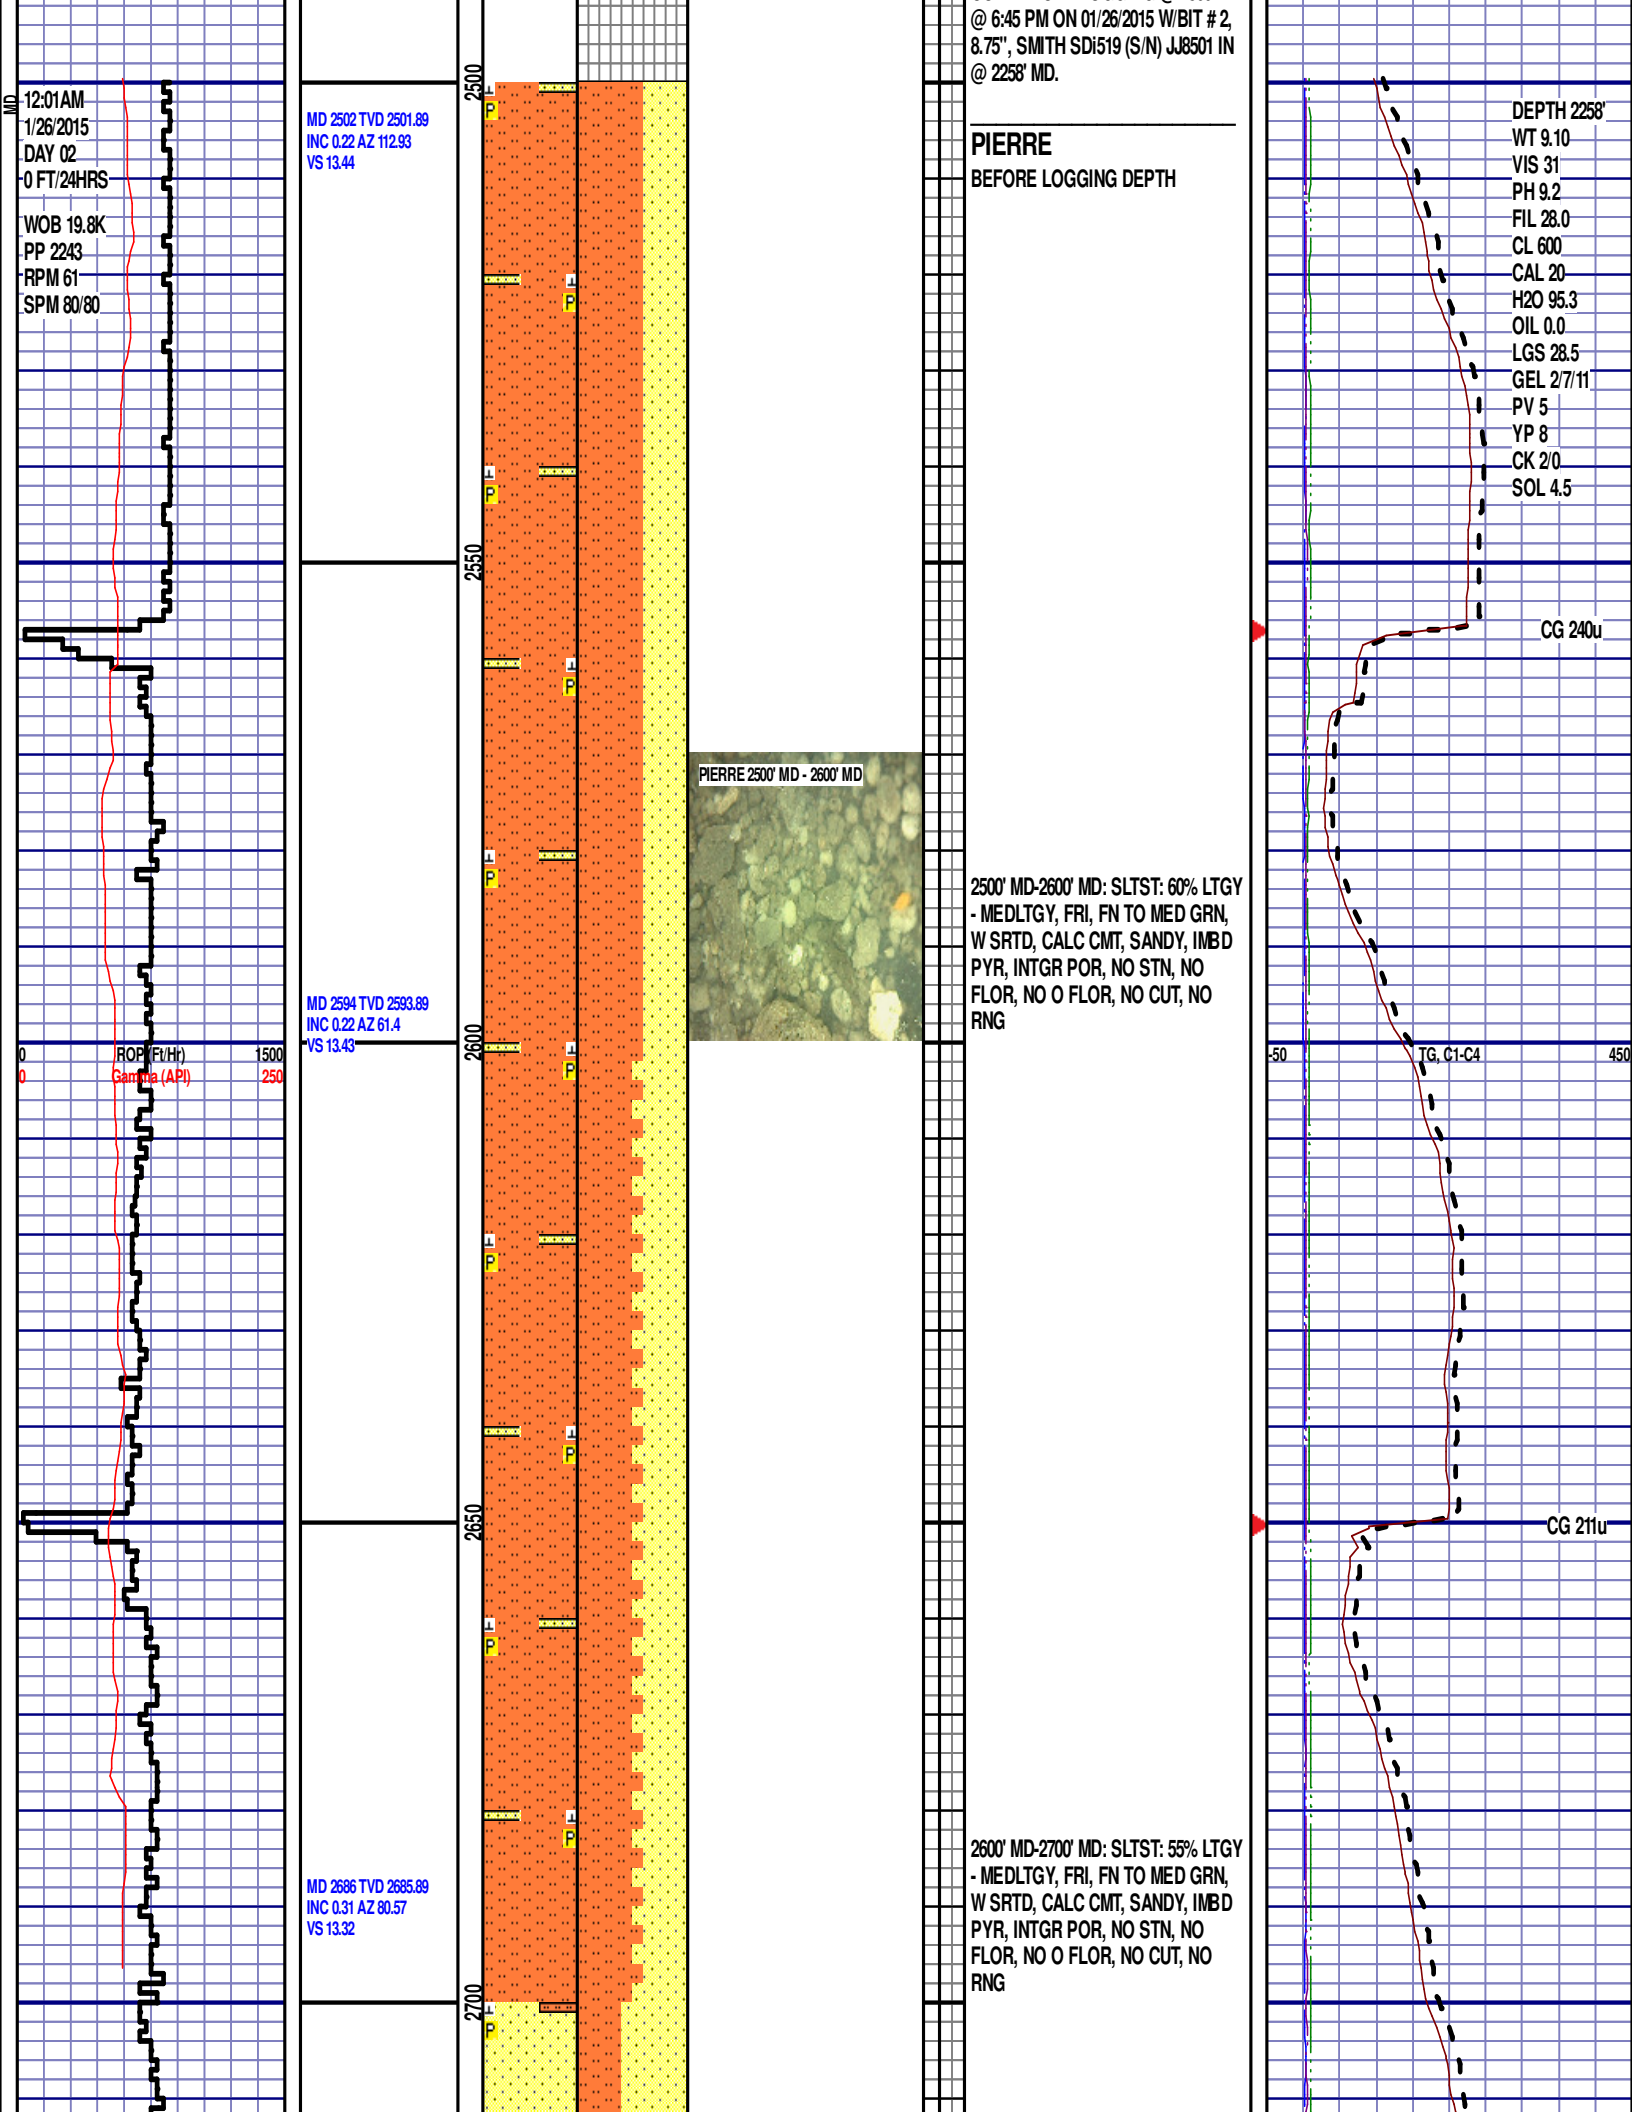 @ 6:45 PM ON 01/26/2015 W/BIT # 2,
8.75", SMITH SDi519 (S/N) JJ8501 IN
@ 2258' MD.
PIERRE
BEFORE LOGGING DEPTH
MD
12:01AM
1/26/2015
DAY 02
0 FT/24HRS
WOB 19.8K
PP 2243
RPM 61
SPM 80/80
MD 2502 TVD 2501.89
INC 0.22 AZ 112.93
VS 13.44
2500
P
P
P
2550
P
P
P
P
P
P
P
P
DEPTH 2258'
WT 9.10
VIS 31
PH 9.2
FIL 28.0
CL 600
CAL 20
H2O 95.3
OIL 0.0
LGS 28.5
GEL 2/7/11
PV 5
YP 8
CK 2/0
SOL 4.5
CG 240u
PIERRE 2500' MD - 2600' MD
2500' MD-2600' MD: SLTST: 60% LTGY
- MEDLTGY, FRI, FN TO MED GRN,
W SRTD, CALC CMT, SANDY, IMBD
PYR, INTGR POR, NO STN, NO
FLOR, NO O FLOR, NO CUT, NO
RNG
MD 2594 TVD 2593.89
INC 0.22 AZ 61.4
VS 13.43
2600
0 ROP (Ft/Hr) 1500
0 Gamma (API) 250
-50 TG, C1-C4 450
2650
CG 211u
2600' MD-2700' MD: SLTST: 55% LTGY
- MEDLTGY, FRI, FN TO MED GRN,
W SRTD, CALC CMT, SANDY, IMBD
PYR, INTGR POR, NO STN, NO
FLOR, NO O FLOR, NO CUT, NO
RNG
MD 2686 TVD 2685.89
INC 0.31 AZ 80.57
VS 13.32
2700